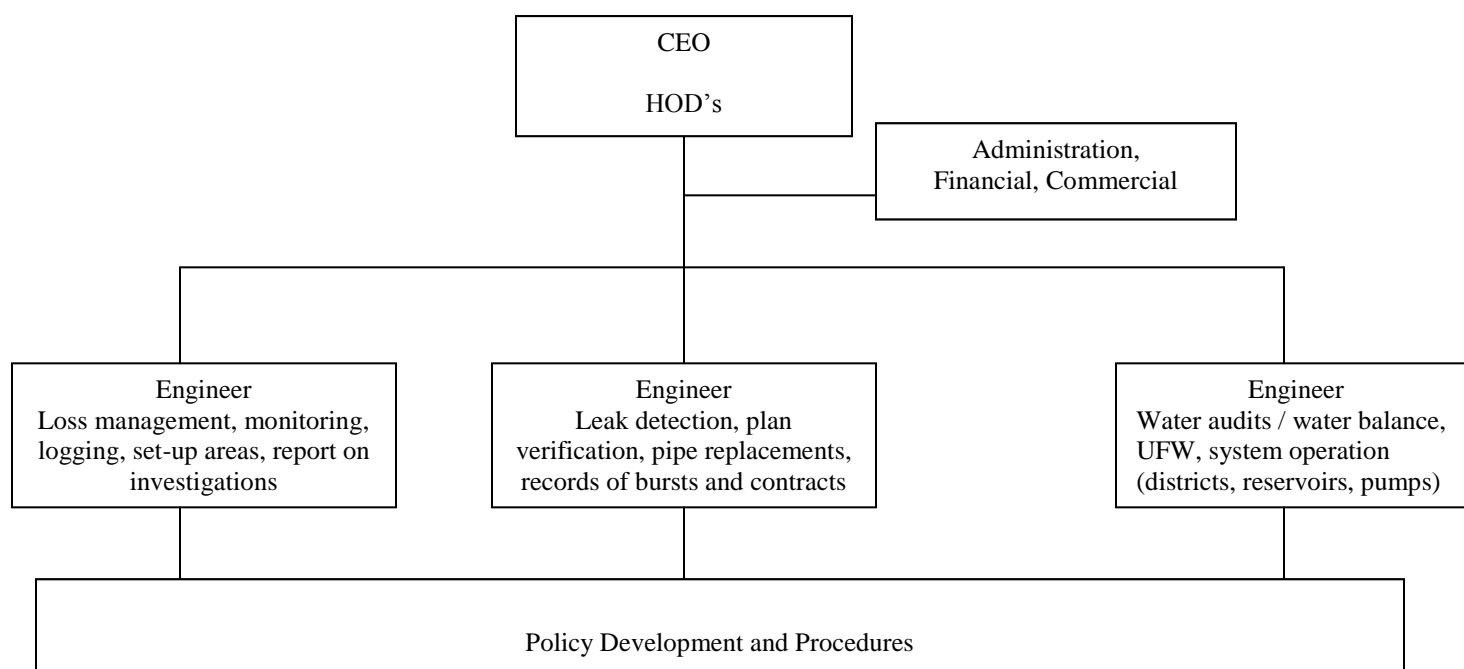 CEO
HOD’s
Administration,
Financial, Commercial
Engineer
Loss management, monitoring,
logging, set-up areas, report on
investigations
Engineer
Leak detection, plan
verification, pipe replacements,
records of bursts and contracts
Engineer
Water audits / water balance,
UFW, system operation
(districts, reservoirs, pumps)
Policy Development and Procedures